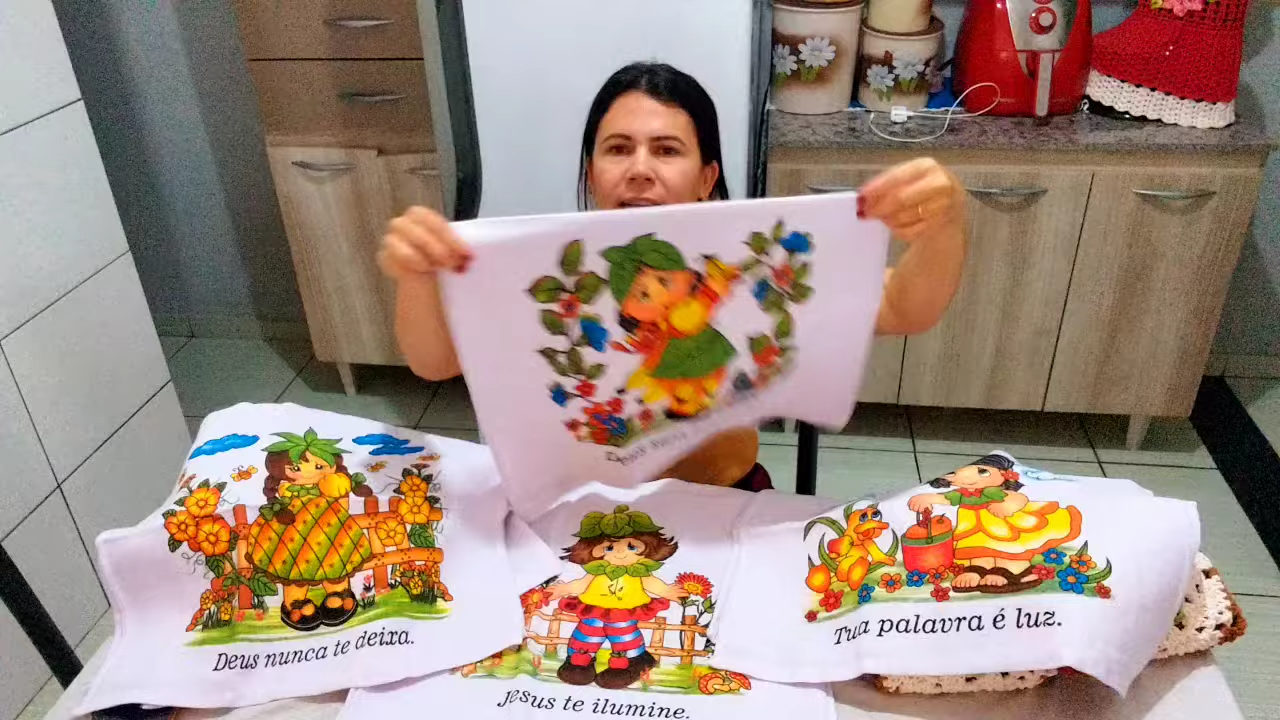 Deus nunca te deixa.
Jesus te ilumine.
Tua palavra é luz.